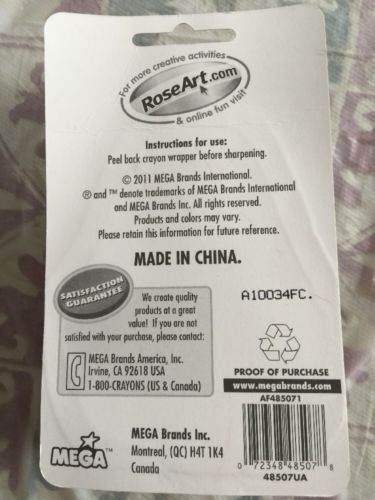 For more creative activities
RoseArt.com
& online fun visit
Instructions for use:
Peel back crayon wrapper before sharpening.
© 2011 MEGA Brands International.
® and ™ denote trademarks of MEGA Brands International
and MEGA Brands Inc. All rights reserved.
Products and colors may vary.
Please retain this information for future reference.
MADE IN CHINA.
SATISFACTION
GUARANTEE
We create quality
products at a great
value! If you are not
satisfied with your purchase, please contact:
MEGA Brands America, Inc.
Irvine, CA 92618 USA
1-800-CRAYONS (US & Canada)
A10034FC.
PROOF OF PURCHASE
www.megabrands.com
AF485071
0 72348 48507 8
48507UA
MEGA
MEGA Brands Inc.
Montreal, (QC) H4T 1K4
Canada